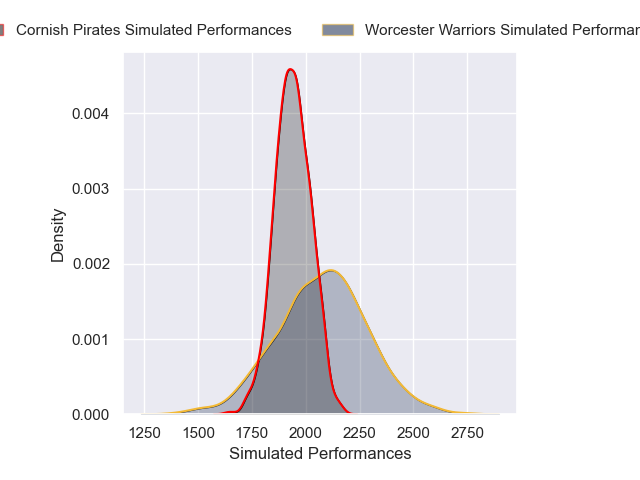 Cornish Pirates Simulated Performances
Worcester Warriors Simulated
0.004
0.003
0.002
0.001
0.000
Density
1250 1500 1750 2000 2250 2500 2750
Simulated Performances